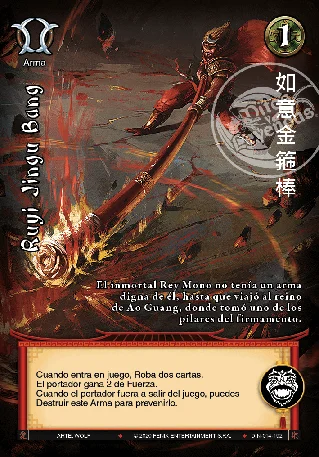 Arma
1
Ruyi Jingu Bang
如意金箍棒
El inmortal Rey Mono no tenía un arma
digna de él, hasta que viajó al reino
de Ao Guang, donde tomó uno de los
pilares del firmamento.
Cuando entra en juego, Roba dos cartas.
El portador gana 2 de Fuerza.
Cuando el portador fuera a salir del juego, puedes
Destruir este Arma para prevenirlo.
ARTE: WOLF